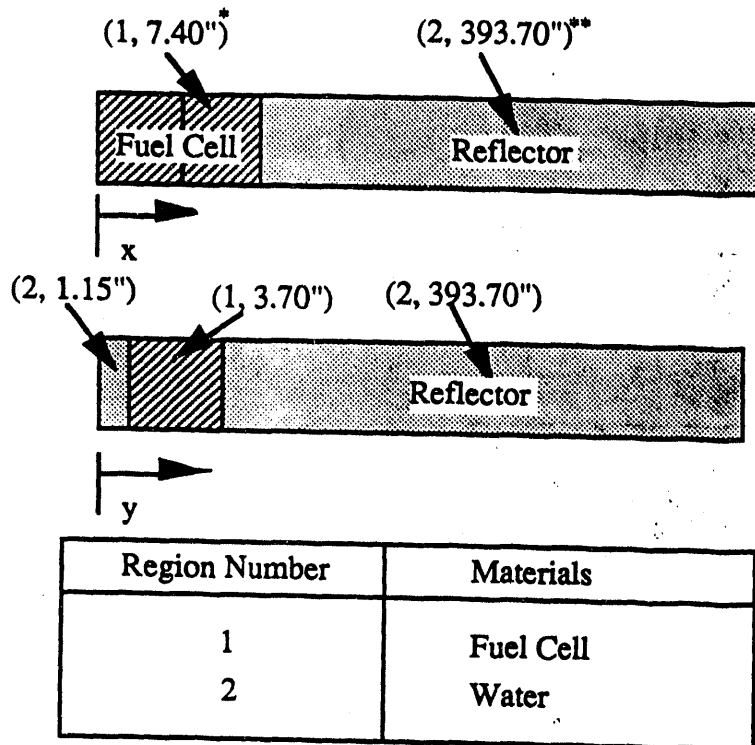 (1, 7.40")* (2, 393.70")**
Fuel Cell Reflector
x
(2, 1.15") (1, 3.70") (2, 393.70")
Reflector
y
Region Number Materials
1 Fuel Cell
2 Water